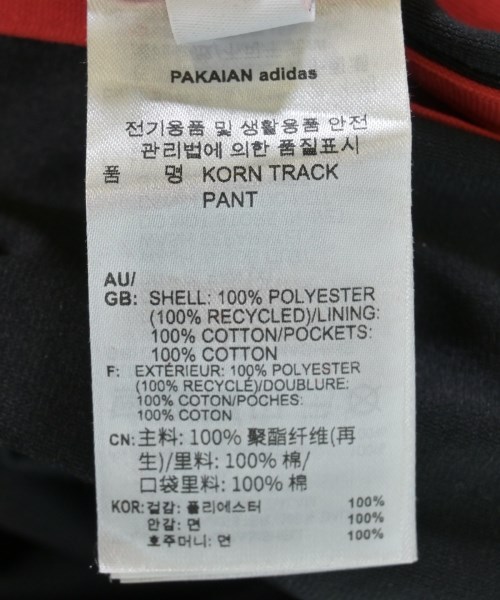 PAKAIAN adidas
전기용품 및 생활용품 안전
관리법에 의한 품질표시
품 명 KORN TRACK
PANT
AU/
GB: SHELL: 100% POLYESTER
(100% RECYCLED)/LINING:
100% COTTON/POCKETS:
100% COTTON
F: EXTÉRIEUR: 100% POLYESTER
(100% RECYCLÉ)/DOUBLURE:
100% COTON/POCHES:
100% COTON
CN: 主料: 100% 聚酯纤维(再
生)/里料: 100% 棉/
口袋里料: 100% 棉
KOR: 겉감: 폴리에스터 100%
안감: 면 100%
호주머니: 면 100%